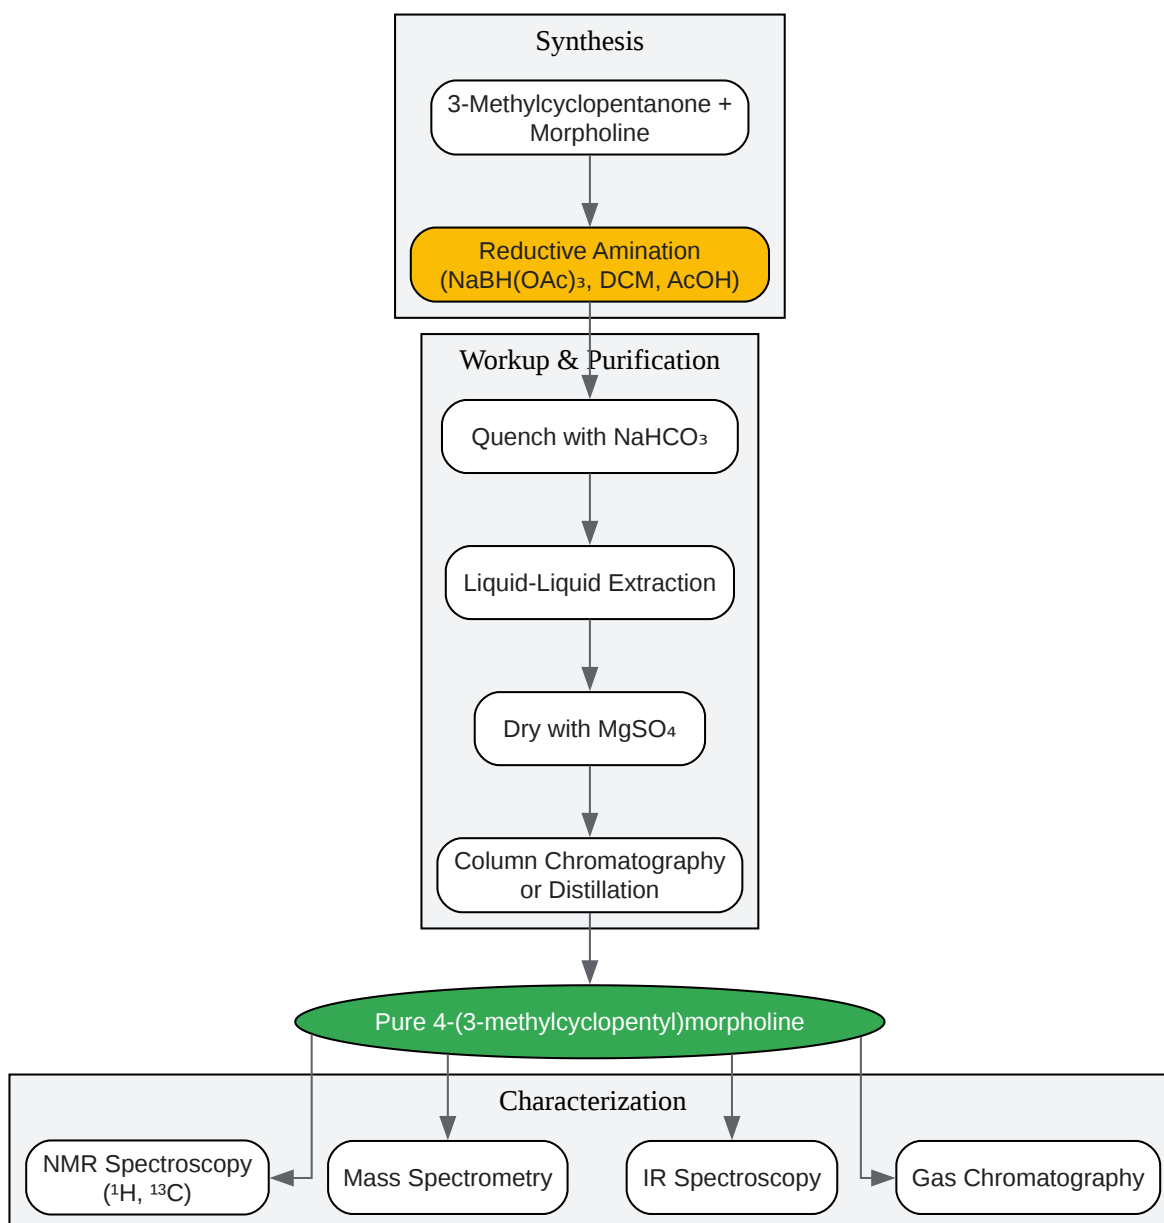 Synthesis
3-Methylcyclopentanone +
Morpholine
Reductive Amination
(NaBH(OAc)₃, DCM, AcOH)
Workup & Purification
Quench with NaHCO₃
Liquid-Liquid Extraction
Dry with MgSO₄
Column Chromatography
or Distillation
Pure 4-(3-methylcyclopentyl)morpholine
Characterization
NMR Spectroscopy
(¹H, ¹³C)
Mass Spectrometry
IR Spectroscopy
Gas Chromatography